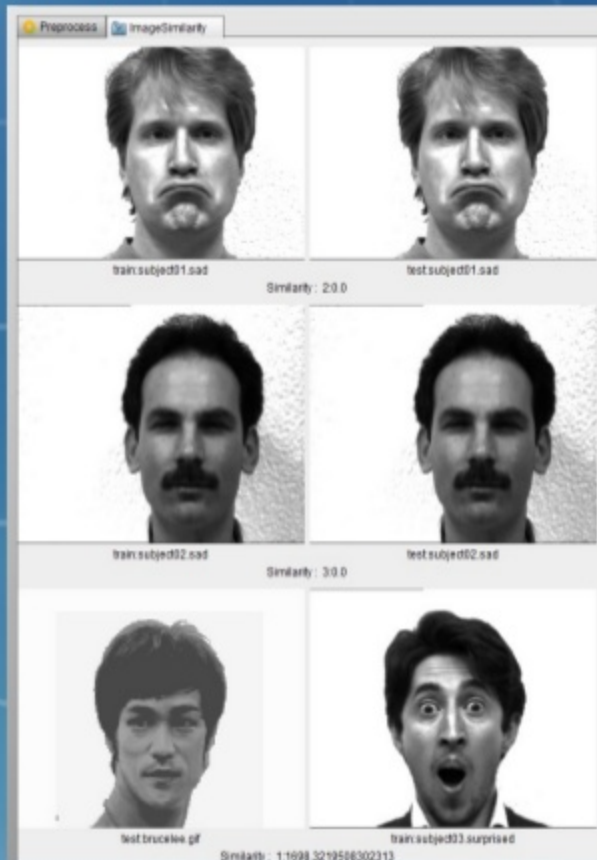 Preprocess ImageSimilarity
train:subject01.sad test:subject01.sad
Similarity : 2:0.0
train:subject02.sad test:subject02.sad
Similarity : 3:0.0
test:brucelee.gif train:subject03.surprised
Similarity : 1:1698.3219508302313